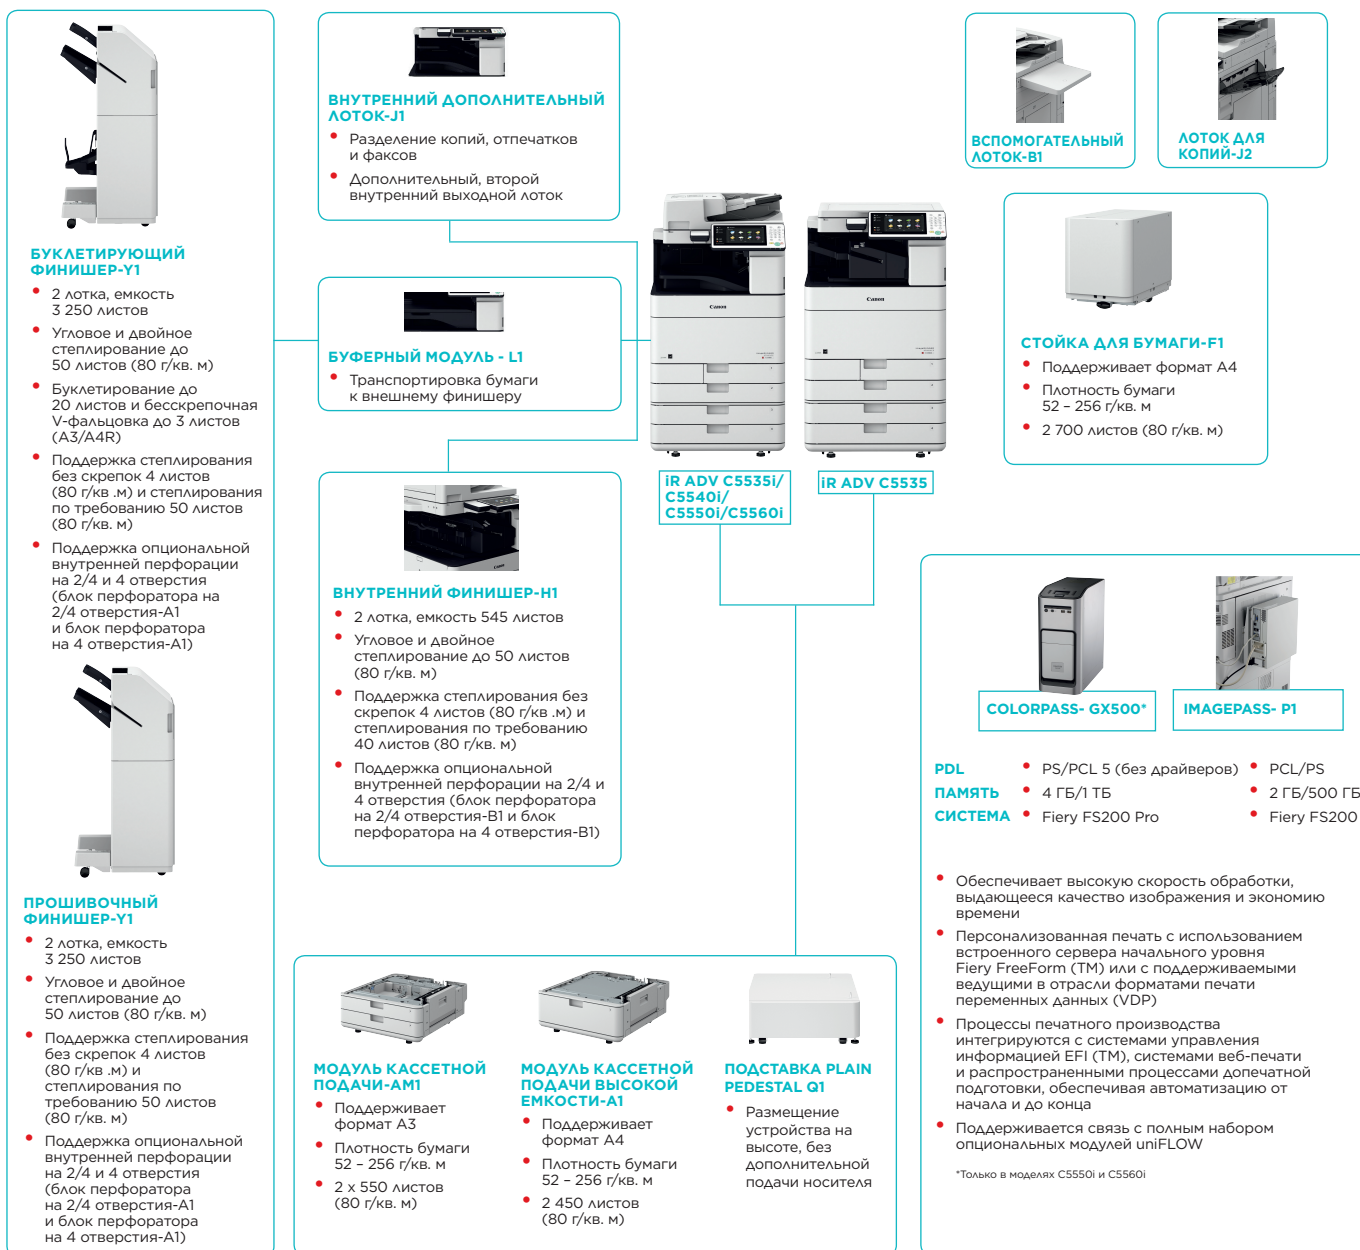 БУКЛЕТИРУЮЩИЙ
ФИНИШЕР-Y1
• 2 лотка, емкость
3 250 листов
• Угловое и двойное
степлирование до
50 листов (80 г/кв. м)
• Буклетирование до
20 листов и бесскрепочная
V-фальцовка до 3 листов
(A3/A4R)
• Поддержка степлирования
без скрепок 4 листов
(80 г/кв .м) и степлирования
по требованию 50 листов
(80 г/кв. м)
• Поддержка опциональной
внутренней перфорации
на 2/4 и 4 отверстия
(блок перфоратора на
2/4 отверстия-A1
и блок перфоратора
на 4 отверстия-A1)
ПРОШИВОЧНЫЙ
ФИНИШЕР-Y1
• 2 лотка, емкость
3 250 листов
• Угловое и двойное
степлирование до
50 листов (80 г/кв. м)
• Поддержка степлирования
без скрепок 4 листов
(80 г/кв .м) и
степлирования по
требованию 50 листов
(80 г/кв. м)
• Поддержка опциональной
внутренней перфорации
на 2/4 и 4 отверстия
(блок перфоратора
на 2/4 отверстия-A1
и блок перфоратора
на 4 отверстия-A1)
ВНУТРЕННИЙ ДОПОЛНИТЕЛЬНЫЙ
ЛОТОК-J1
• Разделение копий, отпечатков
и факсов
• Дополнительный, второй
внутренний выходной лоток
БУФЕРНЫЙ МОДУЛЬ - L1
• Транспортировка бумаги
к внешнему финишеру
ВНУТРЕННИЙ ФИНИШЕР-H1
• 2 лотка, емкость 545 листов
• Угловое и двойное
степлирование до 50 листов
(80 г/кв. м)
• Поддержка степлирования без
скрепок 4 листов (80 г/кв .м) и
степлирования по требованию
40 листов (80 г/кв. м)
• Поддержка опциональной
внутренней перфорации на 2/4 и
4 отверстия (блок перфоратора
на 2/4 отверстия-B1 и блок
перфоратора на 4 отверстия-B1)
Canon
Canon
iR ADV C5535i/
C5540i/
C5550i/C5560i
iR ADV C5535
ВСПОМОГАТЕЛЬНЫЙ
ЛОТОК-B1
ЛОТОК ДЛЯ
КОПИЙ-J2
СТОЙКА ДЛЯ БУМАГИ-F1
• Поддерживает формат A4
• Плотность бумаги
52 – 256 г/кв. м
• 2 700 листов (80 г/кв. м)
МОДУЛЬ КАССЕТНОЙ
ПОДАЧИ-AM1
• Поддерживает
формат A3
• Плотность бумаги
52 – 256 г/кв. м
• 2 x 550 листов
(80 г/кв. м)
МОДУЛЬ КАССЕТНОЙ
ПОДАЧИ ВЫСОКОЙ
ЕМКОСТИ-A1
• Поддерживает
формат A4
• Плотность бумаги
52 – 256 г/кв. м
• 2 450 листов
(80 г/кв. м)
ПОДСТАВКА PLAIN
PEDESTAL Q1
• Размещение
устройства на
высоте, без
дополнительной
подачи носителя
COLORPASS- GX500*
IMAGEPASS- P1
PDL • PS/PCL 5 (без драйверов) • PCL/PS
ПАМЯТЬ • 4 ГБ/1 ТБ • 2 ГБ/500 ГБ
СИСТЕМА • Fiery FS200 Pro • Fiery FS200
• Обеспечивает высокую скорость обработки,
выдающееся качество изображения и экономию
времени
• Персонализованная печать с использованием
встроенного сервера начального уровня
Fiery FreeForm (TM) или с поддерживаемыми
ведущими в отрасли форматами печати
переменных данных (VDP)
• Процессы печатного производства
интегрируются с системами управления
информацией EFI (TM), системами веб-печати
и распространенными процессами допечатной
подготовки, обеспечивая автоматизацию от
начала и до конца
• Поддерживается связь с полным набором
опциональных модулей uniFLOW
*Только в моделях C5550i и C5560i